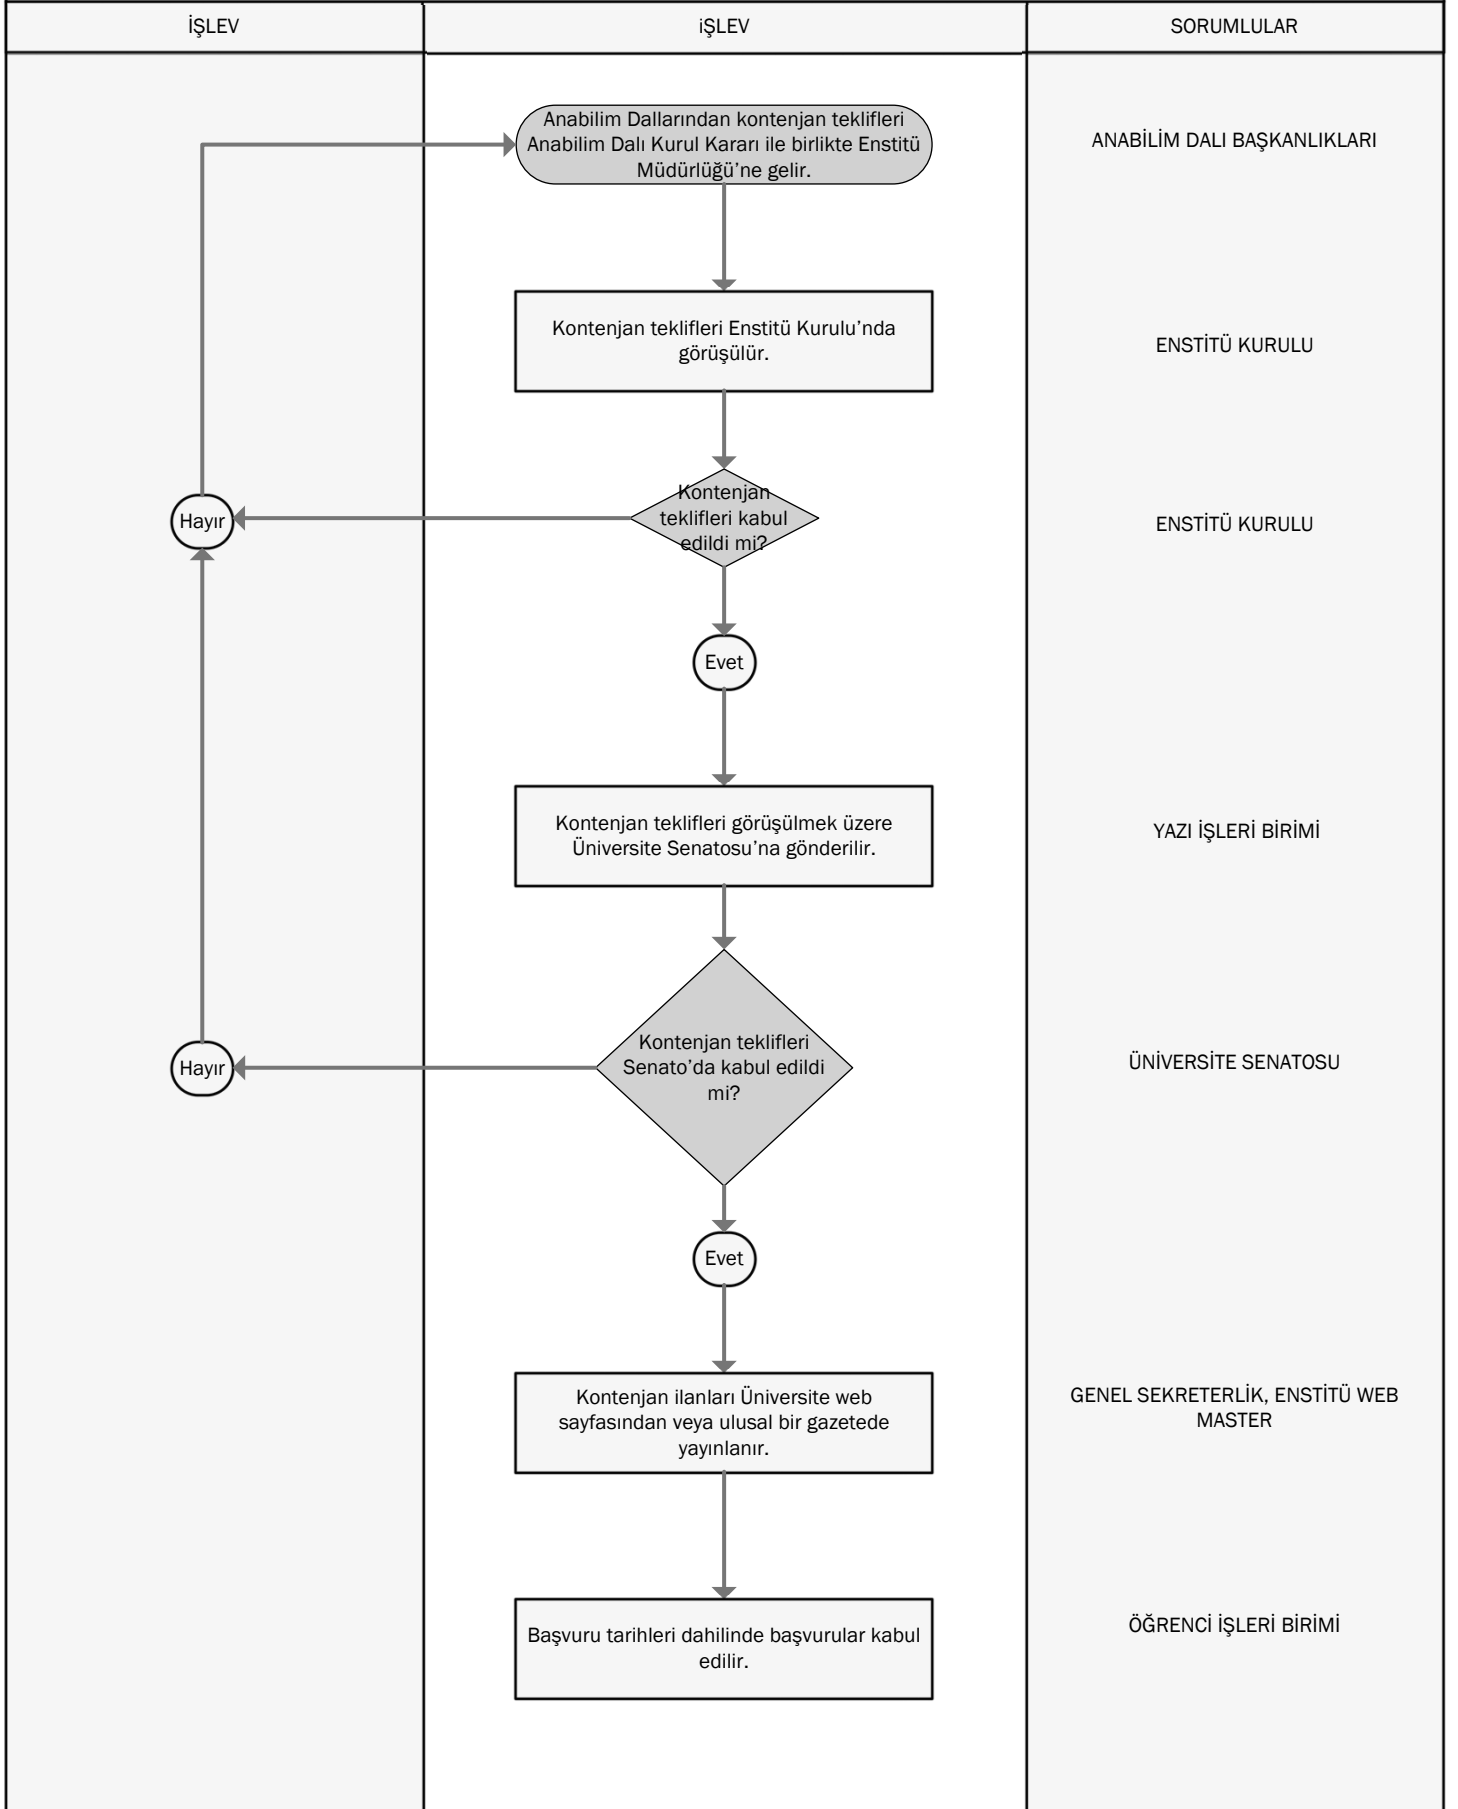 İŞLEV
iŞLEV
SORUMLULAR
Anabilim Dallarından kontenjan teklifleri
Anabilim Dalı Kurul Kararı ile birlikte Enstitü
Müdürlüğü’ne gelir.
ANABİLİM DALI BAŞKANLIKLARI
Kontenjan teklifleri Enstitü Kurulu’nda
görüşülür.
ENSTİTÜ KURULU
Hayır
Kontenjan
teklifleri kabul
edildi mi?
ENSTİTÜ KURULU
Evet
Kontenjan teklifleri görüşülmek üzere
Üniversite Senatosu’na gönderilir.
YAZI İŞLERİ BİRİMİ
Hayır
Kontenjan teklifleri
Senato’da kabul edildi
mi?
ÜNİVERSİTE SENATOSU
Evet
Kontenjan ilanları Üniversite web
sayfasından veya ulusal bir gazetede
yayınlanır.
GENEL SEKRETERLİK, ENSTİTÜ WEB
MASTER
Başvuru tarihleri dahilinde başvurular kabul
edilir.
ÖĞRENCİ İŞLERİ BİRİMİ